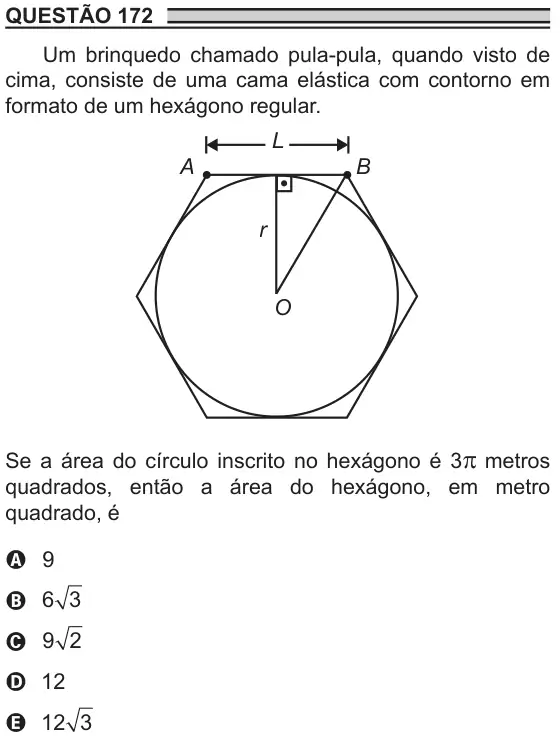 QUESTÃO 172
Um brinquedo chamado pula-pula, quando visto de
cima, consiste de uma cama elástica com contorno em
formato de um hexágono regular.
L
A
B
r
O
Se a área do círculo inscrito no hexágono é 3π metros
quadrados, então a área do hexágono, em metro
quadrado, é
A 9
B 6√3
C 9√2
D 12
E 12√3